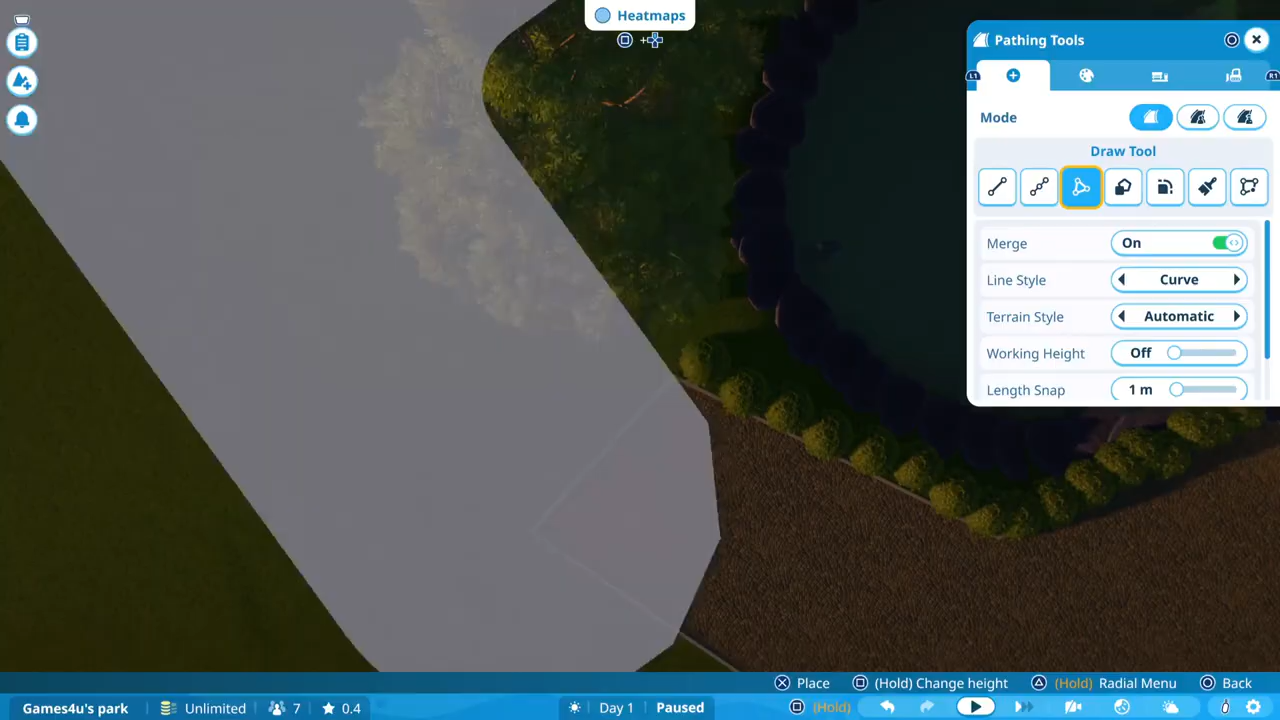 Heatmaps
Pathing Tools
L1
R1
Mode
Draw Tool
Merge
On
Line Style
Curve
Terrain Style
Automatic
Working Height
Off
Length Snap
1 m
Place
(Hold) Change height
(Hold) Radial Menu
Back
Games4u's park
Unlimited
7
0.4
Day 1
Paused
(Hold)